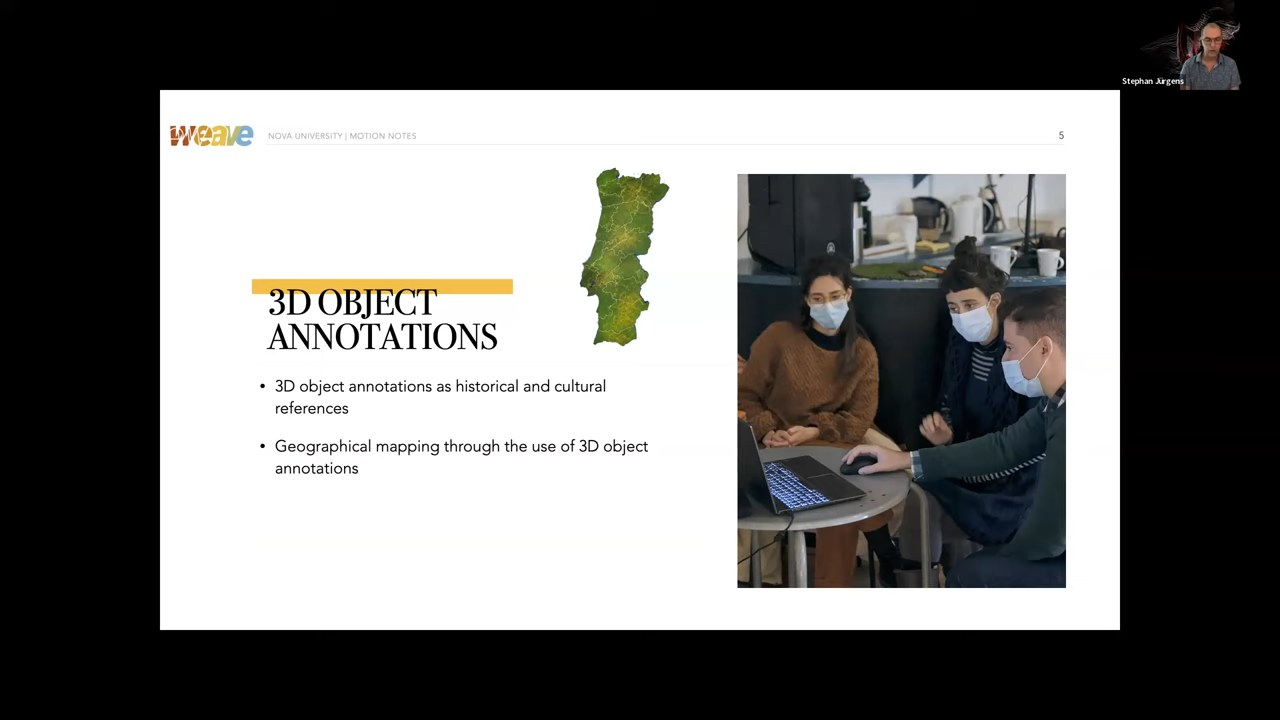 Stephan Jürgens
weave
NOVA UNIVERSITY | MOTION NOTES
5
3D OBJECT
ANNOTATIONS
• 3D object annotations as historical and cultural
references
• Geographical mapping through the use of 3D object
annotations